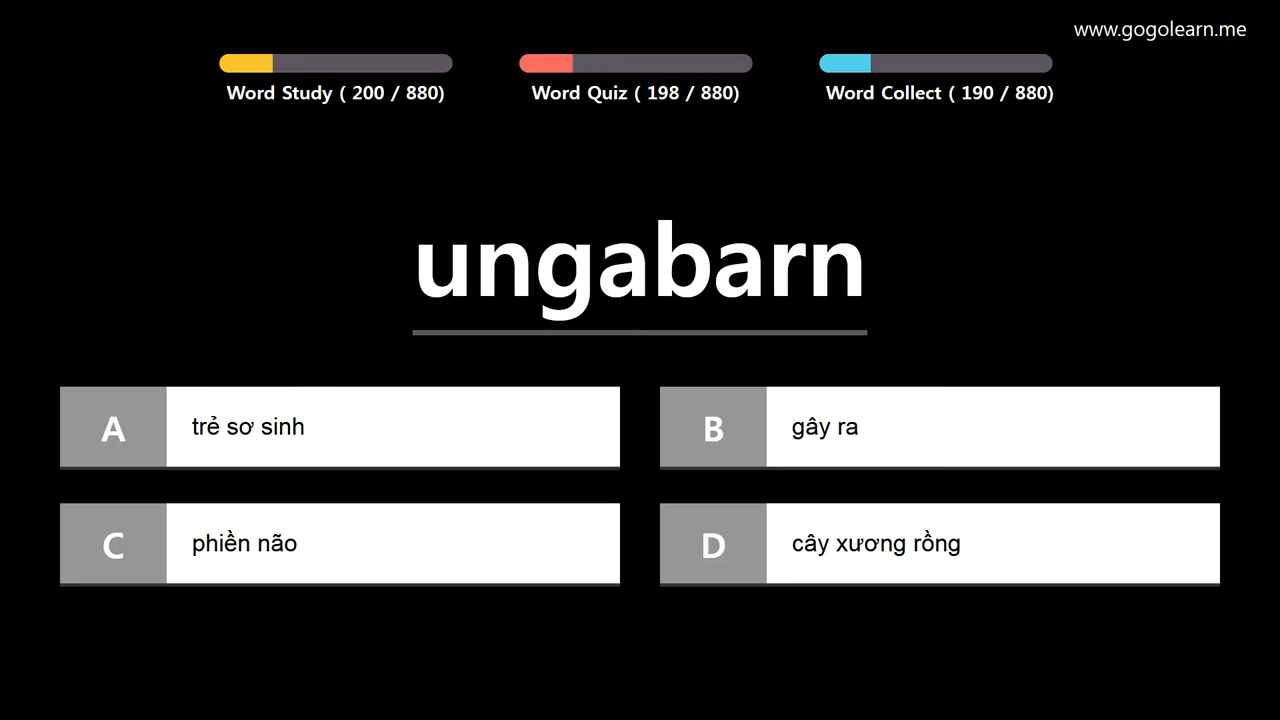 www.gogolearn.me
Word Study ( 200 / 880)
Word Quiz ( 198 / 880)
Word Collect ( 190 / 880)
ungabarn
A trẻ sơ sinh
B gây ra
C phiền não
D cây xương rồng